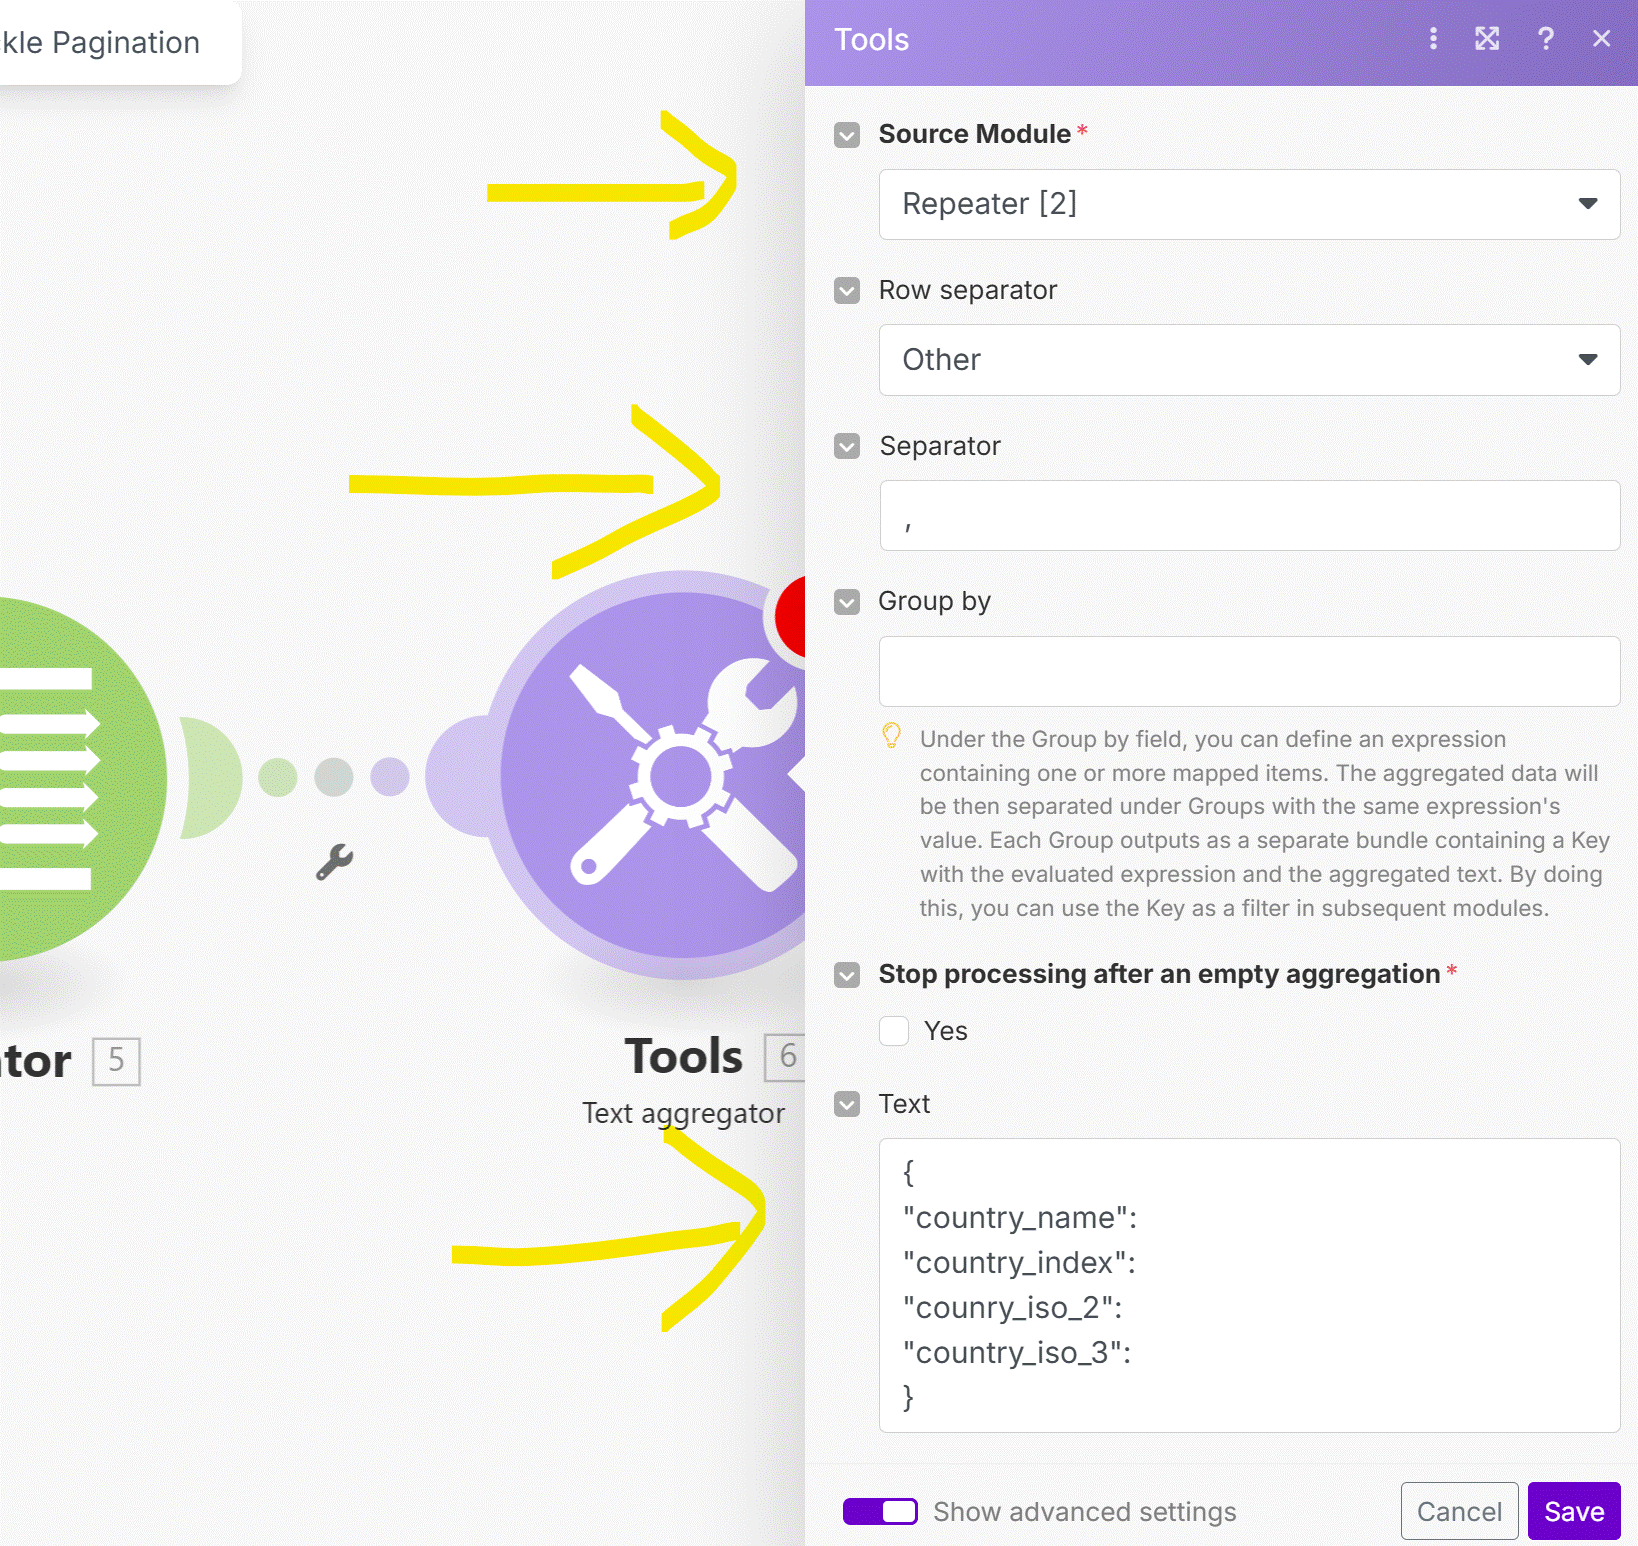 kle Pagination
Tools
Source Module *
Repeater [2]
Row separator
Other
Separator
,
Group by
Under the Group by field, you can define an expression
containing one or more mapped items. The aggregated data will
be then separated under Groups with the same expression's
value. Each Group outputs as a separate bundle containing a Key
with the evaluated expression and the aggregated text. By doing
this, you can use the Key as a filter in subsequent modules.
Stop processing after an empty aggregation *
Yes
Text
{
"country_name":
"country_index":
"counry_iso_2":
"country_iso_3":
}
Show advanced settings
Cancel
Save
tor 5
Tools 6
Text aggregator